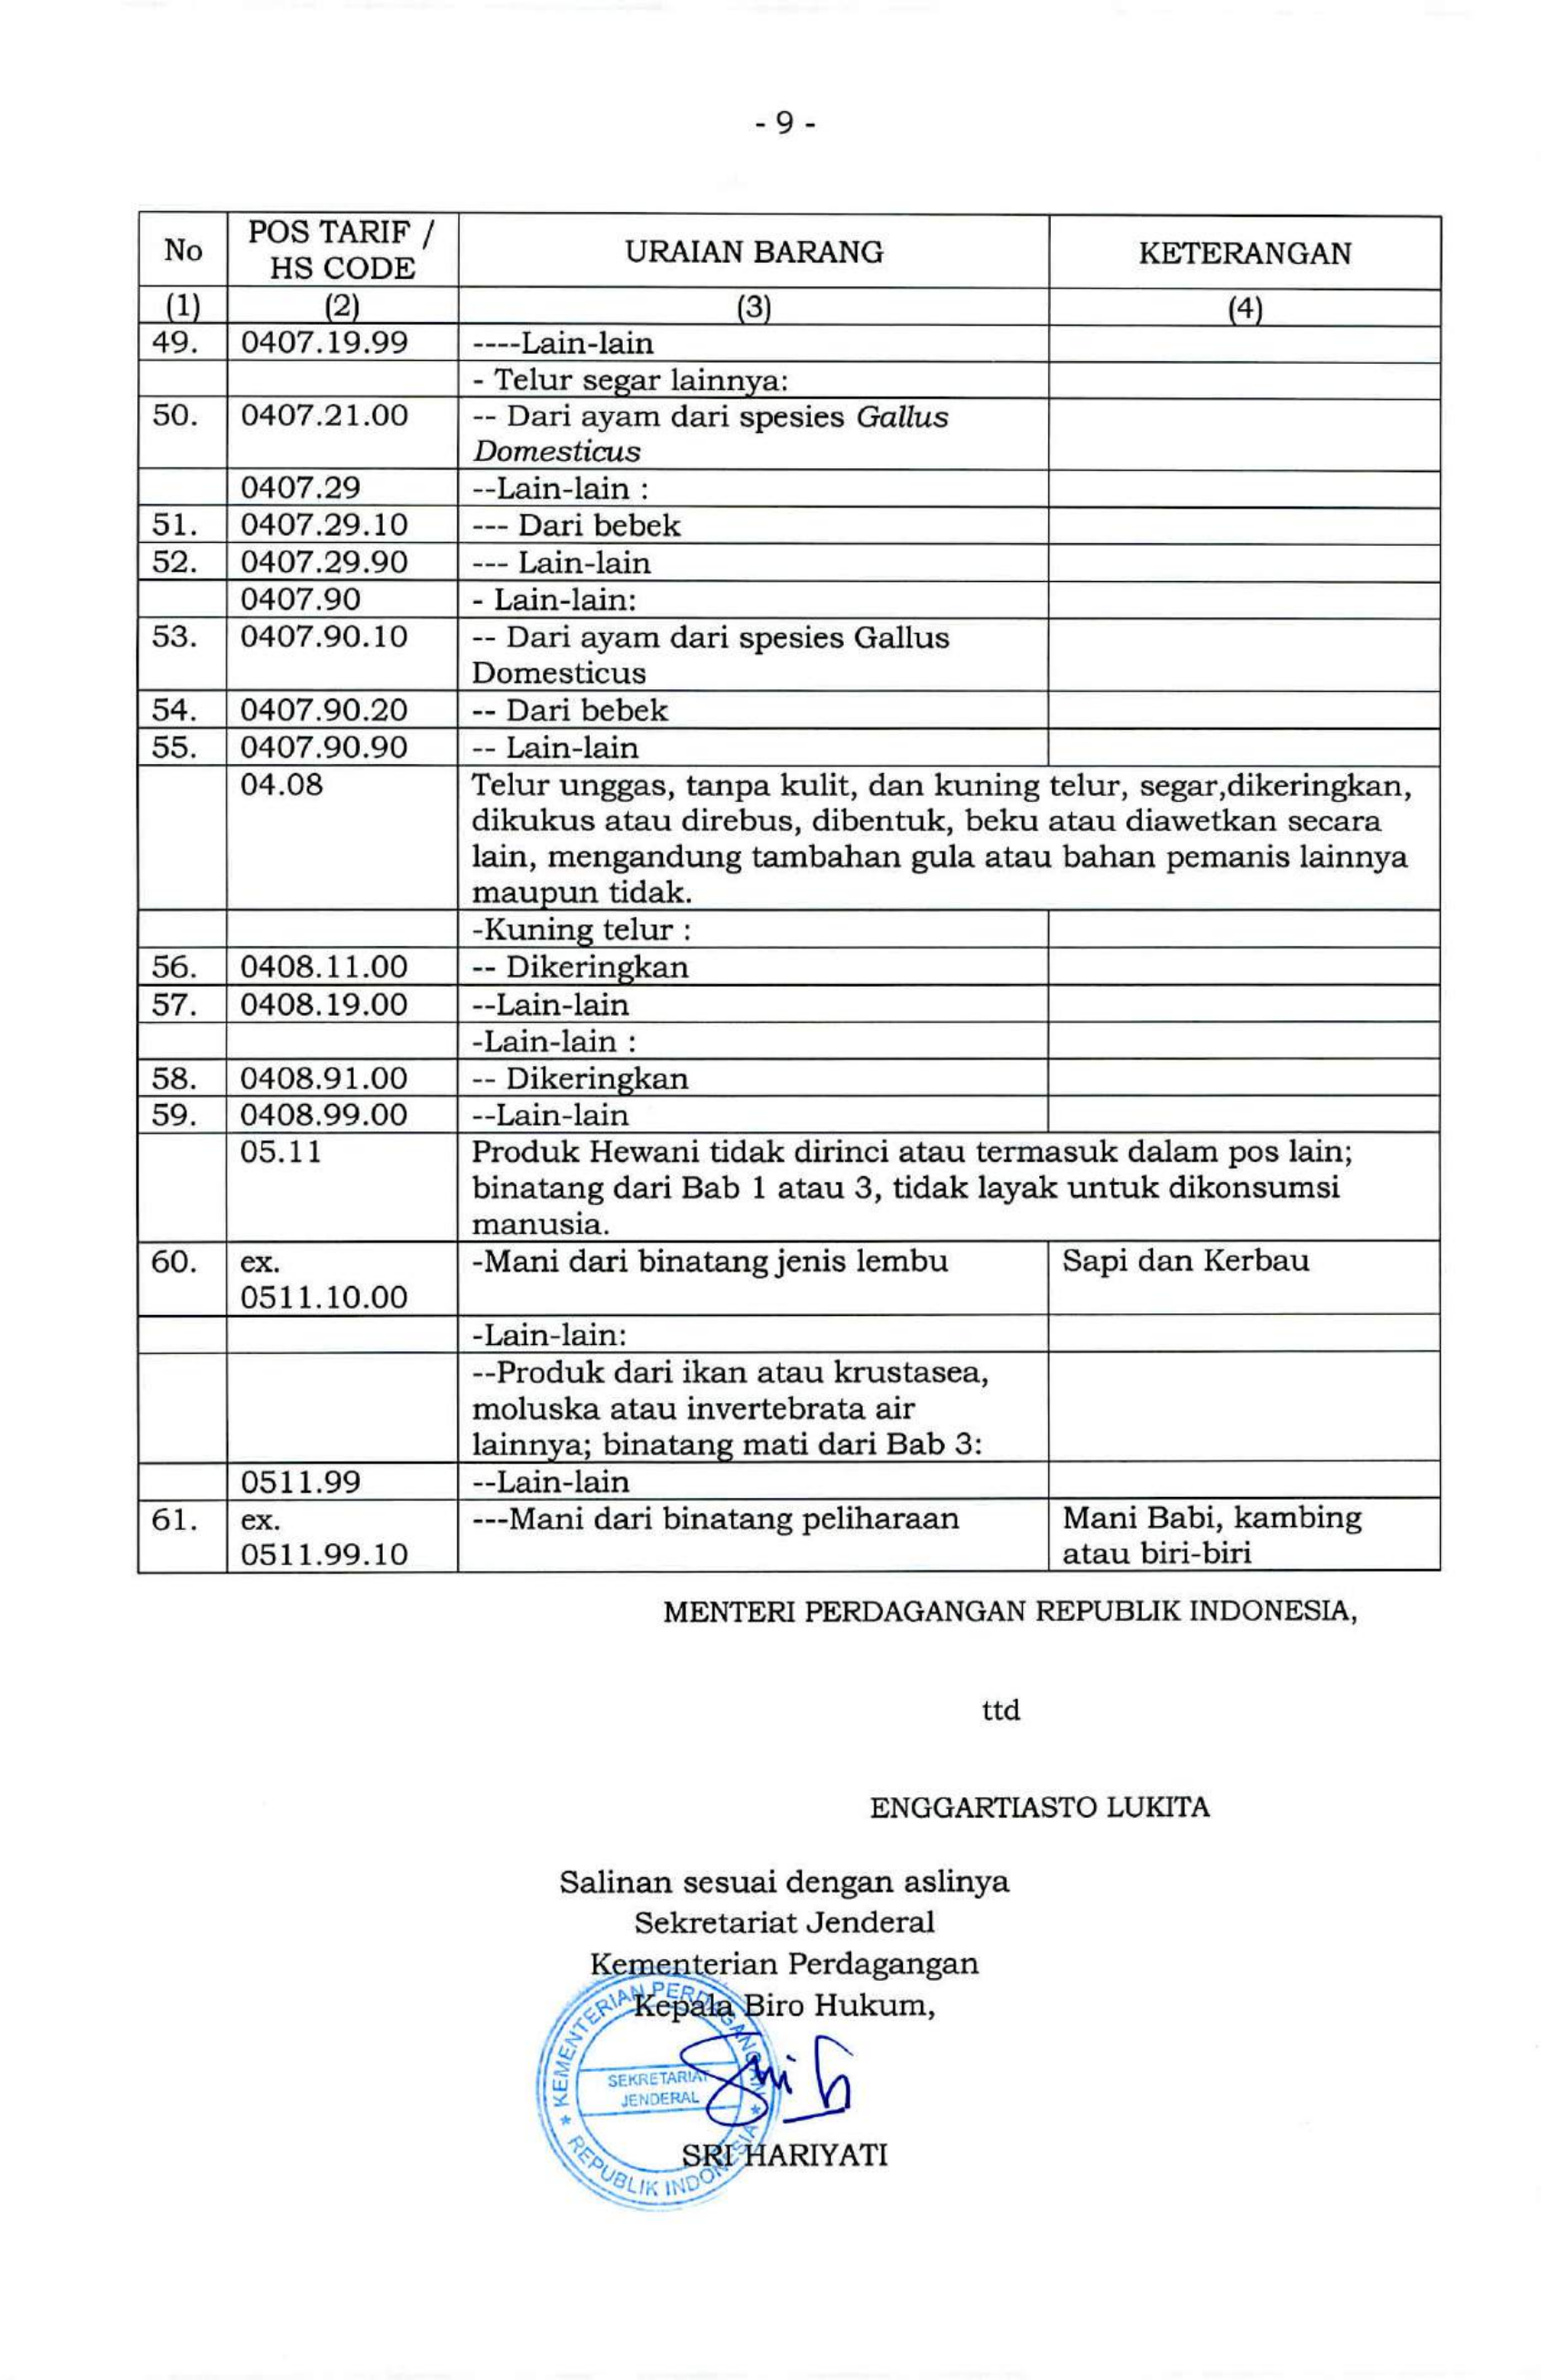 - 9 -
No
POS TARIF /
HS CODE
URAIAN BARANG
KETERANGAN
(1)
(2)
(3)
(4)
49. 0407.19.99 ----Lain-lain
- Telur segar lainnya:
50. 0407.21.00 -- Dari ayam dari spesies Gallus
Domesticus
0407.29 --Lain-lain :
51. 0407.29.10 --- Dari bebek
52. 0407.29.90 --- Lain-lain
0407.90 - Lain-lain:
53. 0407.90.10 -- Dari ayam dari spesies Gallus
Domesticus
54. 0407.90.20 -- Dari bebek
55. 0407.90.90 -- Lain-lain
04.08 Telur unggas, tanpa kulit, dan kuning telur, segar,dikeringkan,
dikukus atau direbus, dibentuk, beku atau diawetkan secara
lain, mengandung tambahan gula atau bahan pemanis lainnya
maupun tidak.
-Kuning telur :
56. 0408.11.00 -- Dikeringkan
57. 0408.19.00 --Lain-lain
-Lain-lain :
58. 0408.91.00 -- Dikeringkan
59. 0408.99.00 --Lain-lain
05.11 Produk Hewani tidak dirinci atau termasuk dalam pos lain;
binatang dari Bab 1 atau 3, tidak layak untuk dikonsumsi
manusia.
60. ex. -Mani dari binatang jenis lembu Sapi dan Kerbau
0511.10.00
-Lain-lain:
--Produk dari ikan atau krustasea,
moluska atau invertebrata air
lainnya; binatang mati dari Bab 3:
0511.99 --Lain-lain
61. ex. ---Mani dari binatang peliharaan Mani Babi, kambing
0511.99.10 atau biri-biri
MENTERI PERDAGANGAN REPUBLIK INDONESIA,
ttd
ENGGARTIASTO LUKITA
Salinan sesuai dengan aslinya
Sekretariat Jenderal
Kementerian Perdagangan
Kepala Biro Hukum,
KEMENTERIAN PERDAGANGAN
SEKRETARIAT
JENDERAL
REPUBLIK INDONESIA
SRI HARIYATI